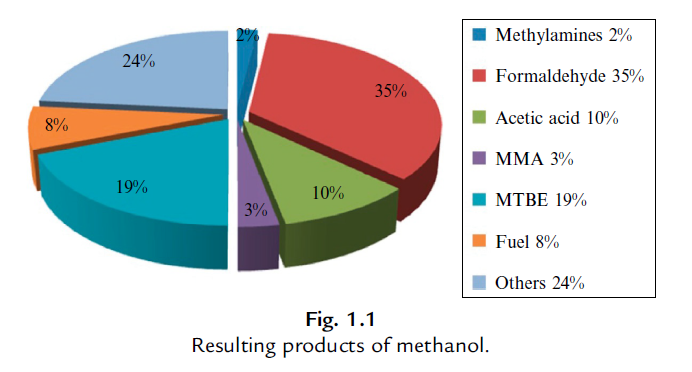 2%
35%
24%
8%
19%
3%
10%
Methylamines 2%
Formaldehyde 35%
Acetic acid 10%
MMA 3%
MTBE 19%
Fuel 8%
Others 24%
Fig. 1.1
Resulting products of methanol.